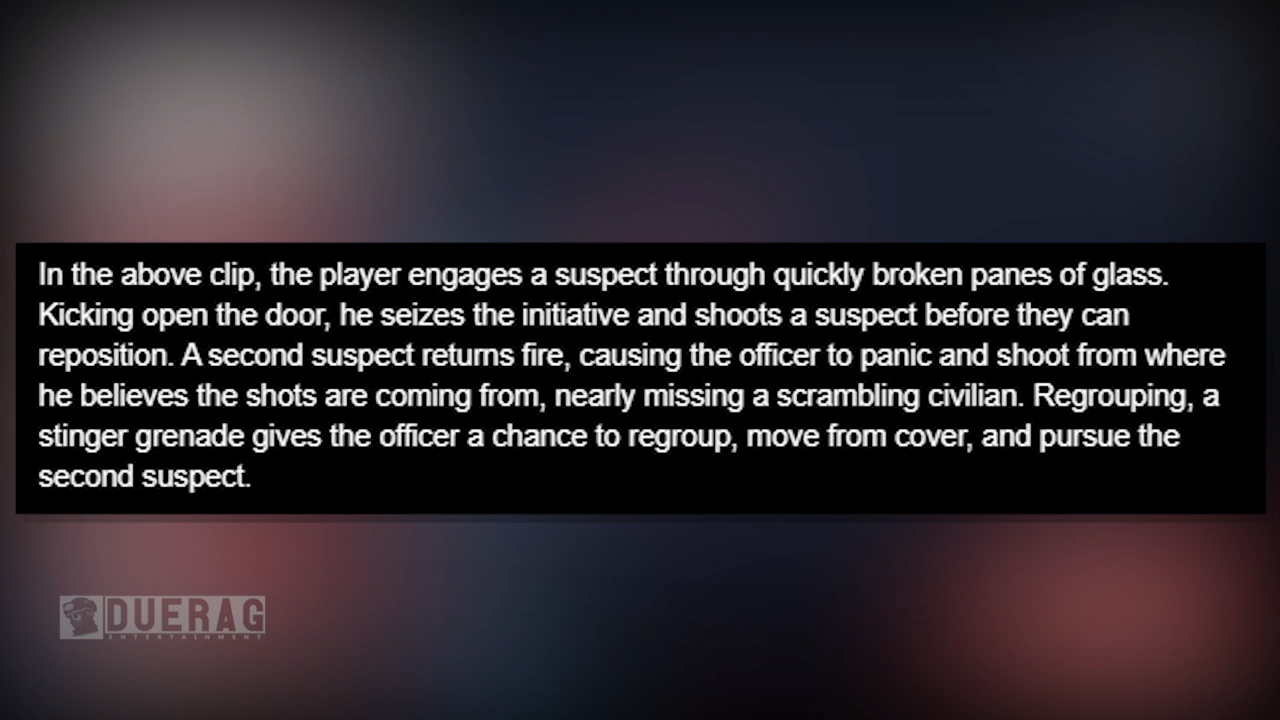 In the above clip, the player engages a suspect through quickly broken panes of glass.
Kicking open the door, he seizes the initiative and shoots a suspect before they can
reposition. A second suspect returns fire, causing the officer to panic and shoot from where
he believes the shots are coming from, nearly missing a scrambling civilian. Regrouping, a
stinger grenade gives the officer a chance to regroup, move from cover, and pursue the
second suspect.
DUERAG
ENTERTAINMENT